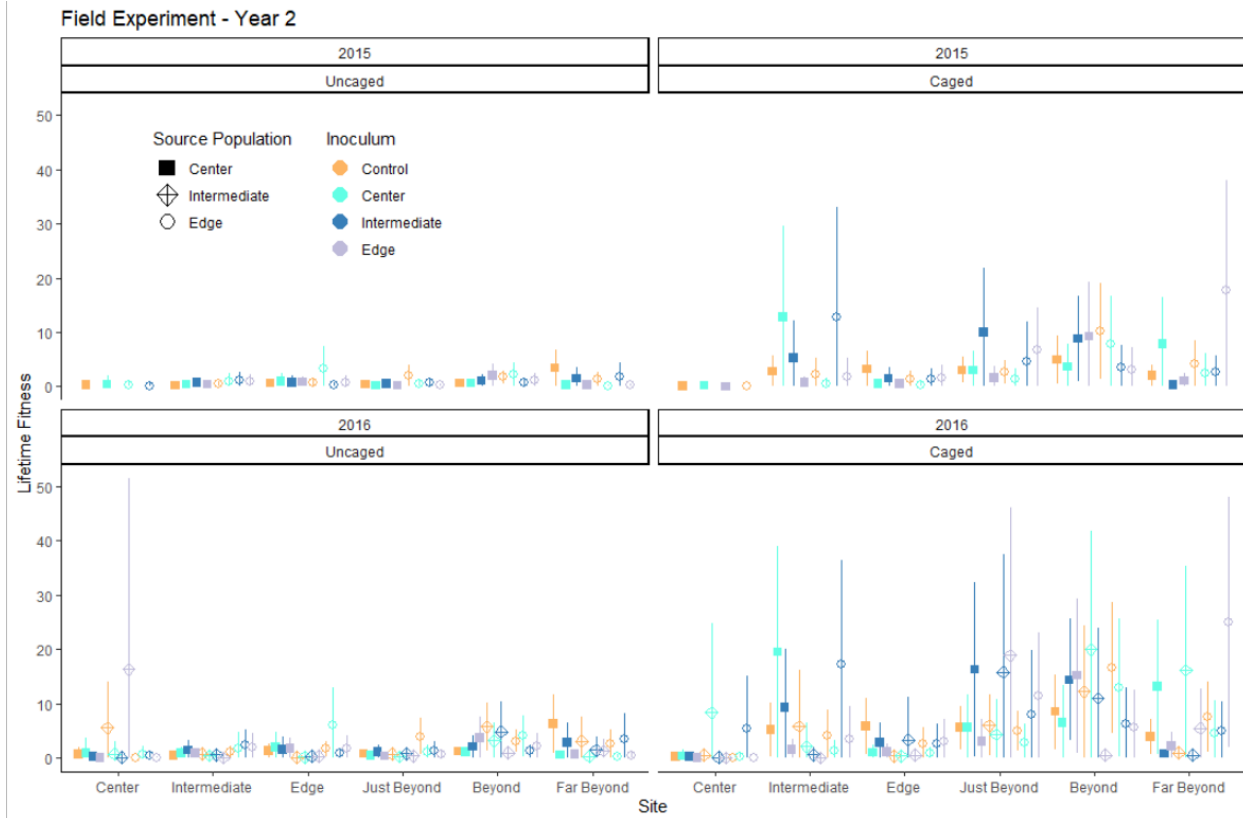 Field Experiment - Year 2
2015
2015
Uncaged
Caged
50
40
30
20
10
0
Source Population
Center
Intermediate
Edge
Inoculum
Control
Center
Intermediate
Edge
2016
2016
Uncaged
Caged
50
40
30
20
10
0
Lifetime Fitness
Center
Intermediate
Edge
Just Beyond
Beyond
Far Beyond
Center
Intermediate
Edge
Just Beyond
Beyond
Far Beyond
Site